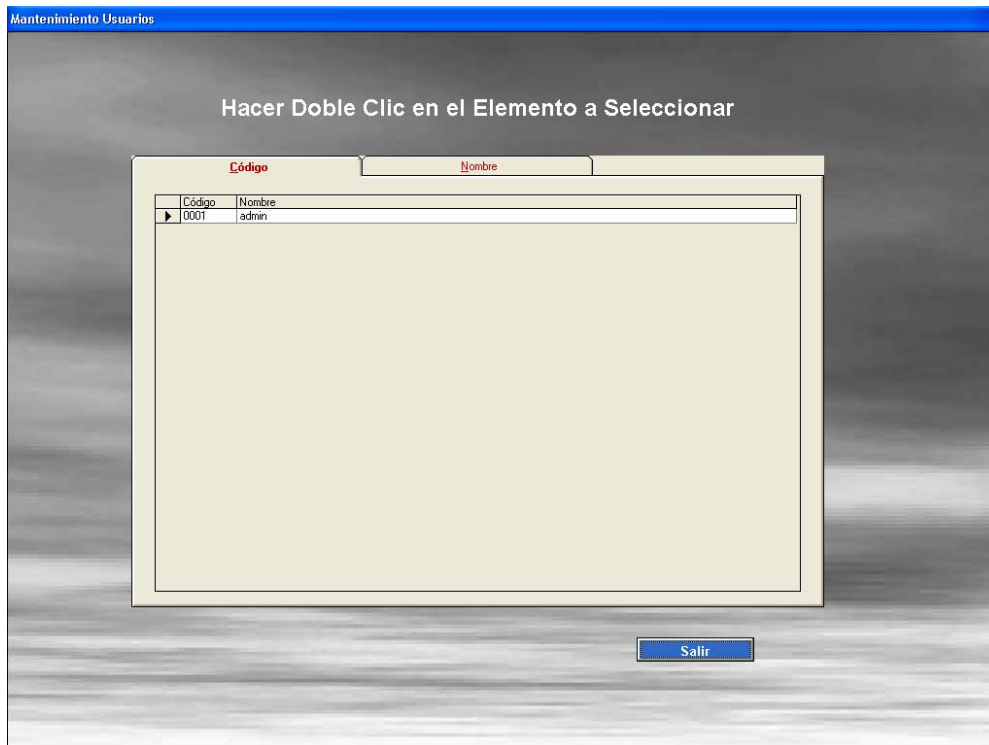 Mantenimiento Usuarios
Hacer Doble Clic en el Elemento a Seleccionar
Código Nombre
Código Nombre
0001 admin
Salir